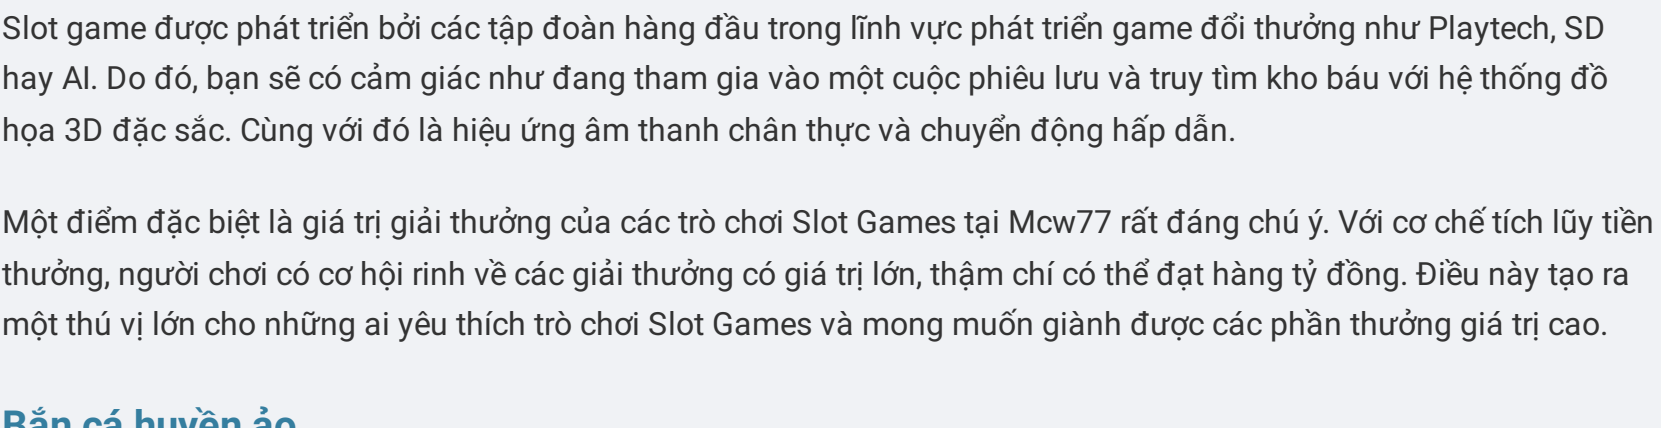 Slot game được phát triển bởi các tập đoàn hàng đầu trong lĩnh vực phát triển game đổi thưởng như Playtech, SD
hay AI. Do đó, bạn sẽ có cảm giác như đang tham gia vào một cuộc phiêu lưu và truy tìm kho báu với hệ thống đồ
họa 3D đặc sắc. Cùng với đó là hiệu ứng âm thanh chân thực và chuyển động hấp dẫn.
Một điểm đặc biệt là giá trị giải thưởng của các trò chơi Slot Games tại Mcw77 rất đáng chú ý. Với cơ chế tích lũy tiền
thưởng, người chơi có cơ hội rinh về các giải thưởng có giá trị lớn, thậm chí có thể đạt hàng tỷ đồng. Điều này tạo ra
một thú vị lớn cho những ai yêu thích trò chơi Slot Games và mong muốn giành được các phần thưởng giá trị cao.
Bắn cá huyền ảo